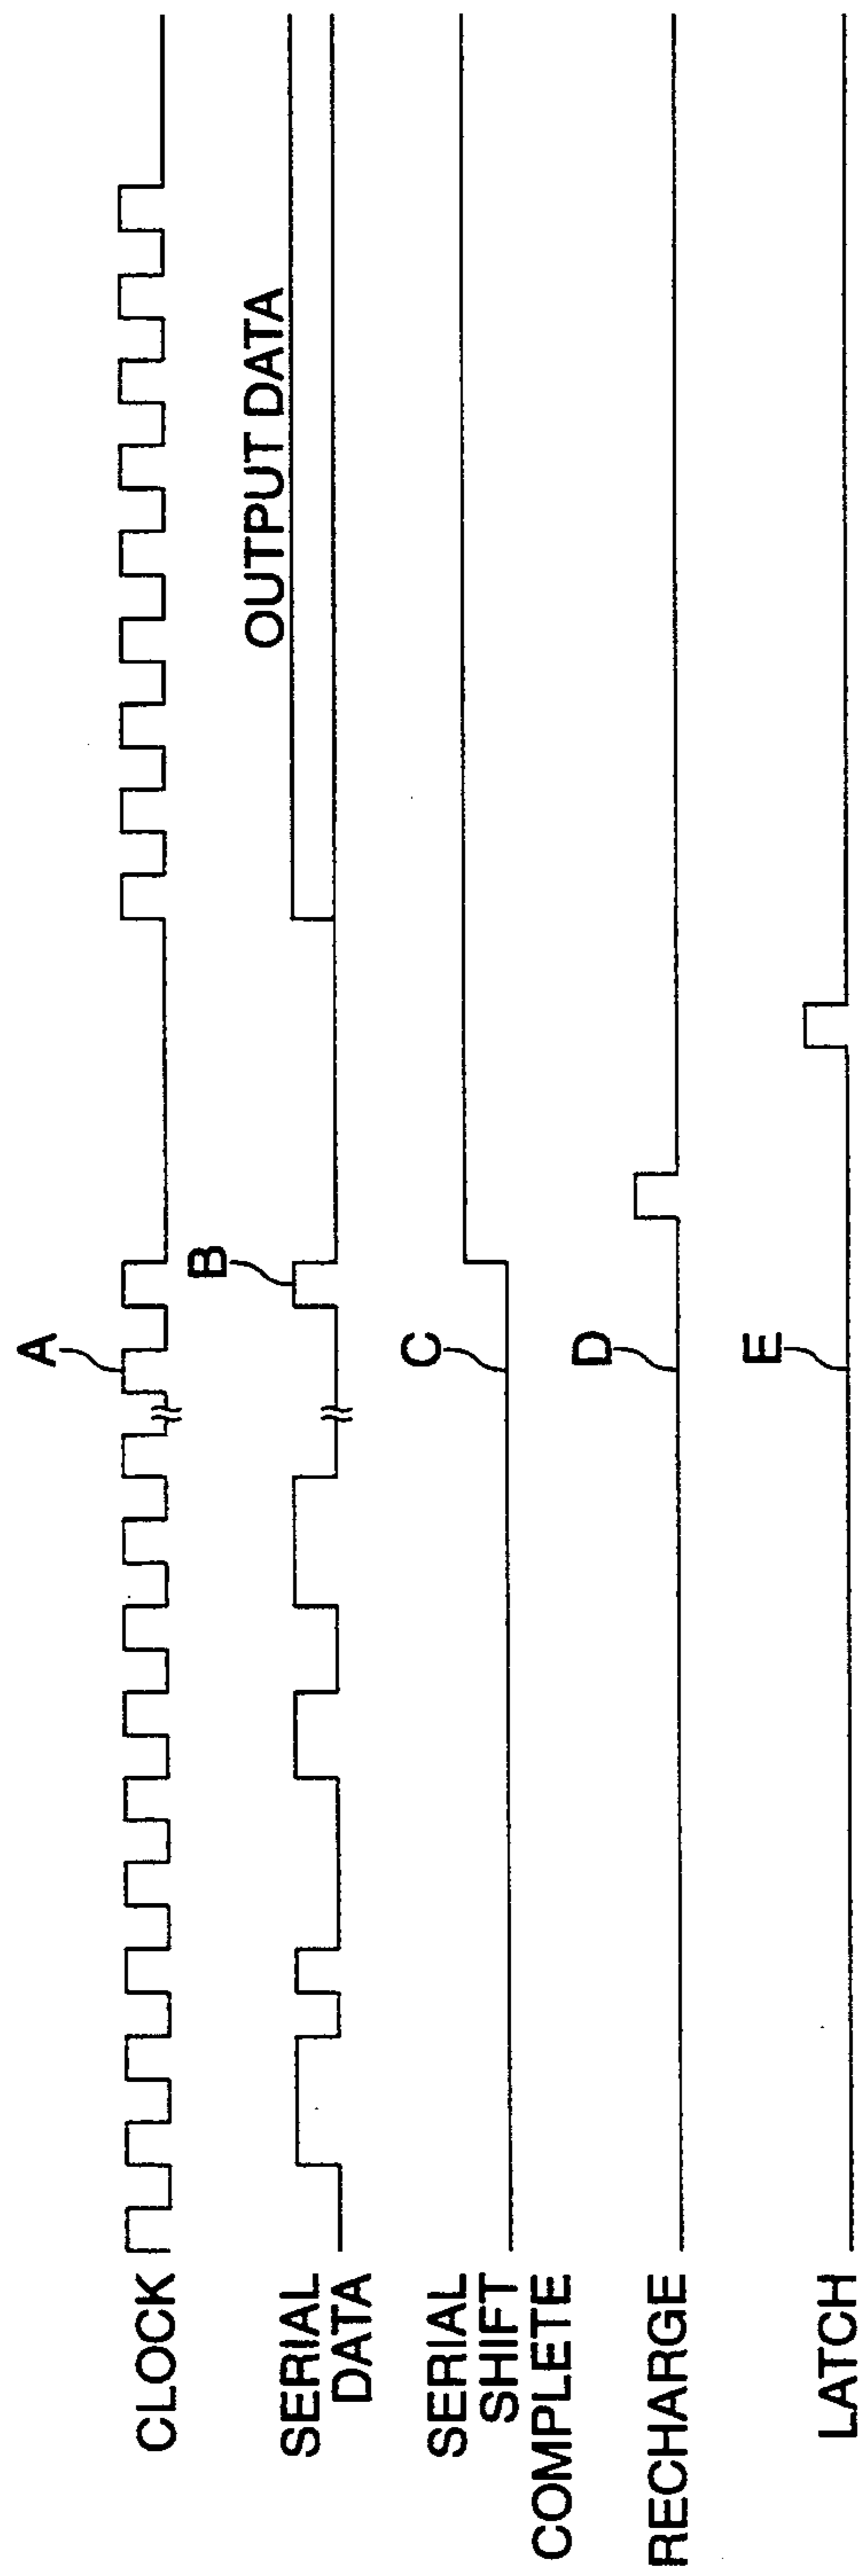 CLOCK
A
SERIAL
DATA
B
OUTPUT DATA
SERIAL
SHIFT
COMPLETE
C
RECHARGE
D
LATCH
E